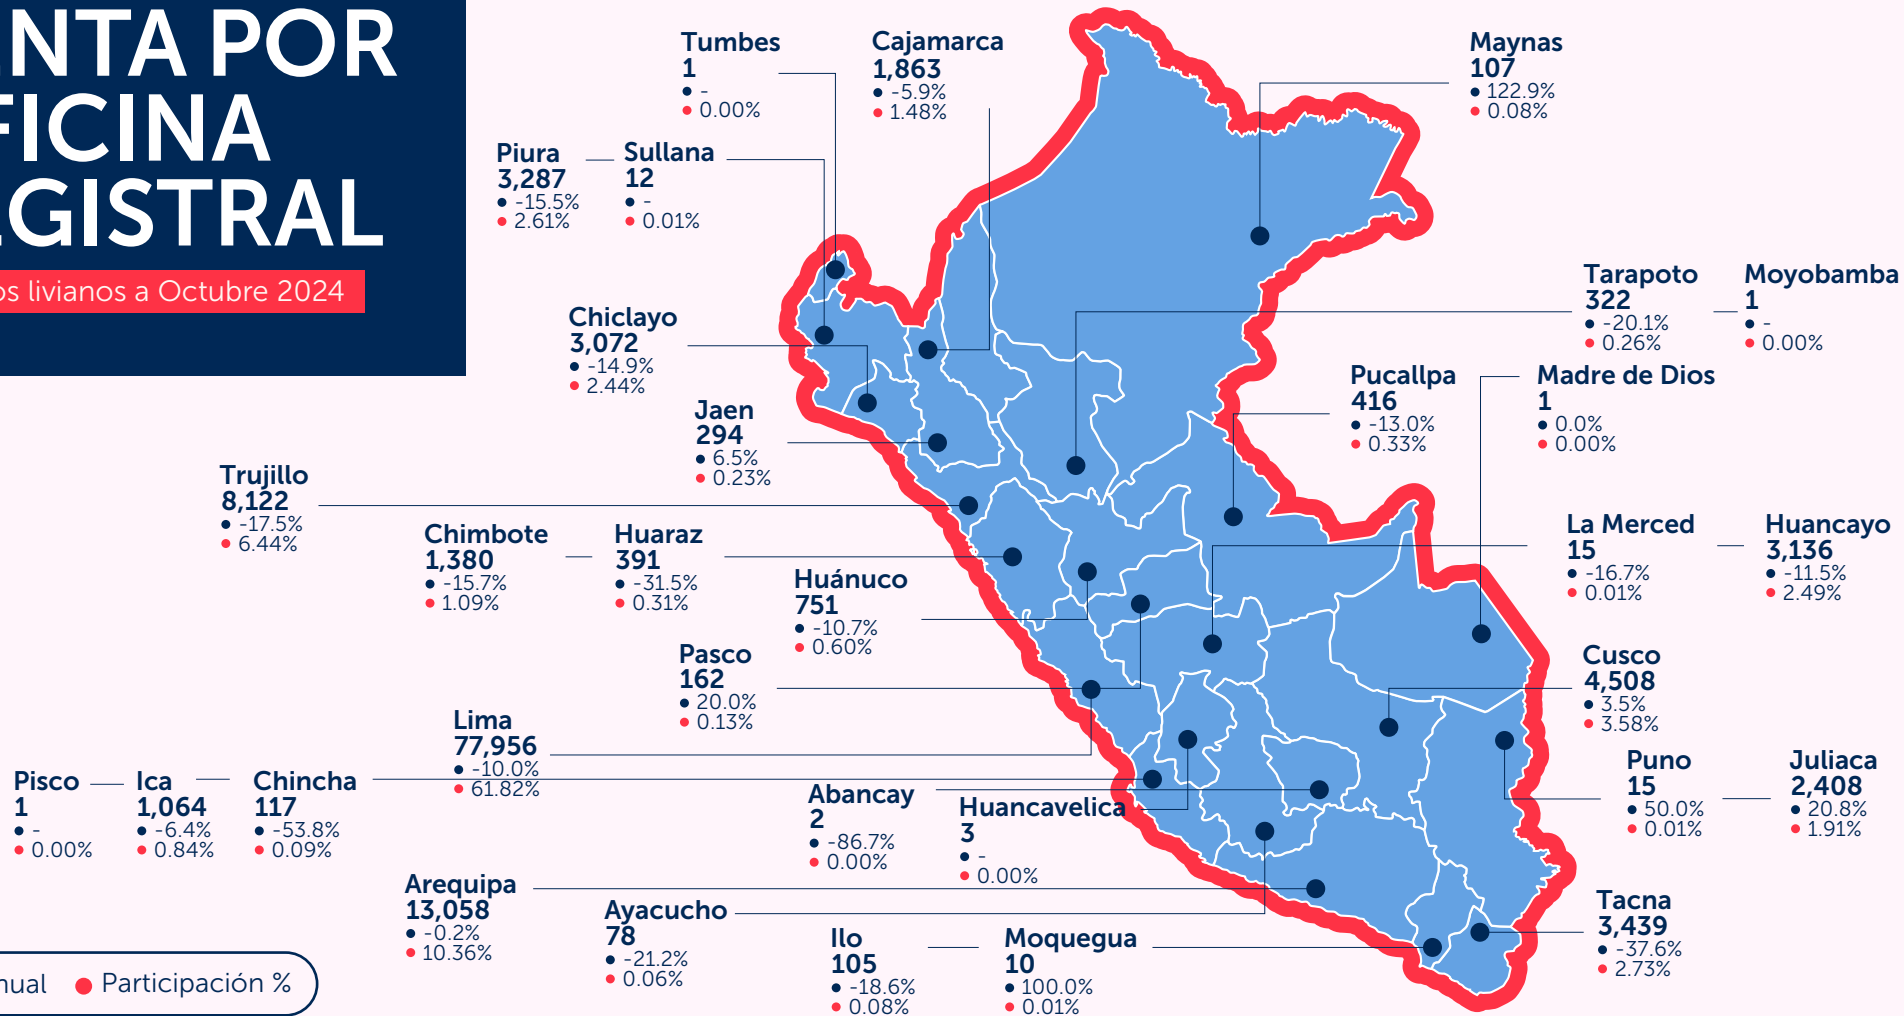 NTA POR
FICINA
GISTRAL
os livianos a Octubre 2024
Tumbes
1
-
0.00%
Cajamarca
1,863
-5.9%
1.48%
Maynas
107
122.9%
0.08%
Piura
3,287
-15.5%
2.61%
Sullana
12
-
0.01%
Tarapoto
322
-20.1%
0.26%
Moyobamba
1
-
0.00%
Chiclayo
3,072
-14.9%
2.44%
Pucallpa
416
-13.0%
0.33%
Madre de Dios
1
0.0%
0.00%
Jaen
294
6.5%
0.23%
Trujillo
8,122
-17.5%
6.44%
Chimbote
1,380
-15.7%
1.09%
Huaraz
391
-31.5%
0.31%
La Merced
15
-16.7%
0.01%
Huancayo
3,136
-11.5%
2.49%
Huánuco
751
-10.7%
0.60%
Pasco
162
20.0%
0.13%
Cusco
4,508
3.5%
3.58%
Lima
77,956
-10.0%
61.82%
Puno
15
50.0%
0.01%
Juliaca
2,408
20.8%
1.91%
Pisco
1
-
0.00%
Ica
1,064
-6.4%
0.84%
Chincha
117
-53.8%
0.09%
Abancay
2
-86.7%
0.00%
Huancavelica
3
-
0.00%
Arequipa
13,058
-0.2%
10.36%
Ayacucho
78
-21.2%
0.06%
Ilo
105
-18.6%
0.08%
Moquegua
10
100.0%
0.01%
Tacna
3,439
-37.6%
2.73%
nual
Participación %